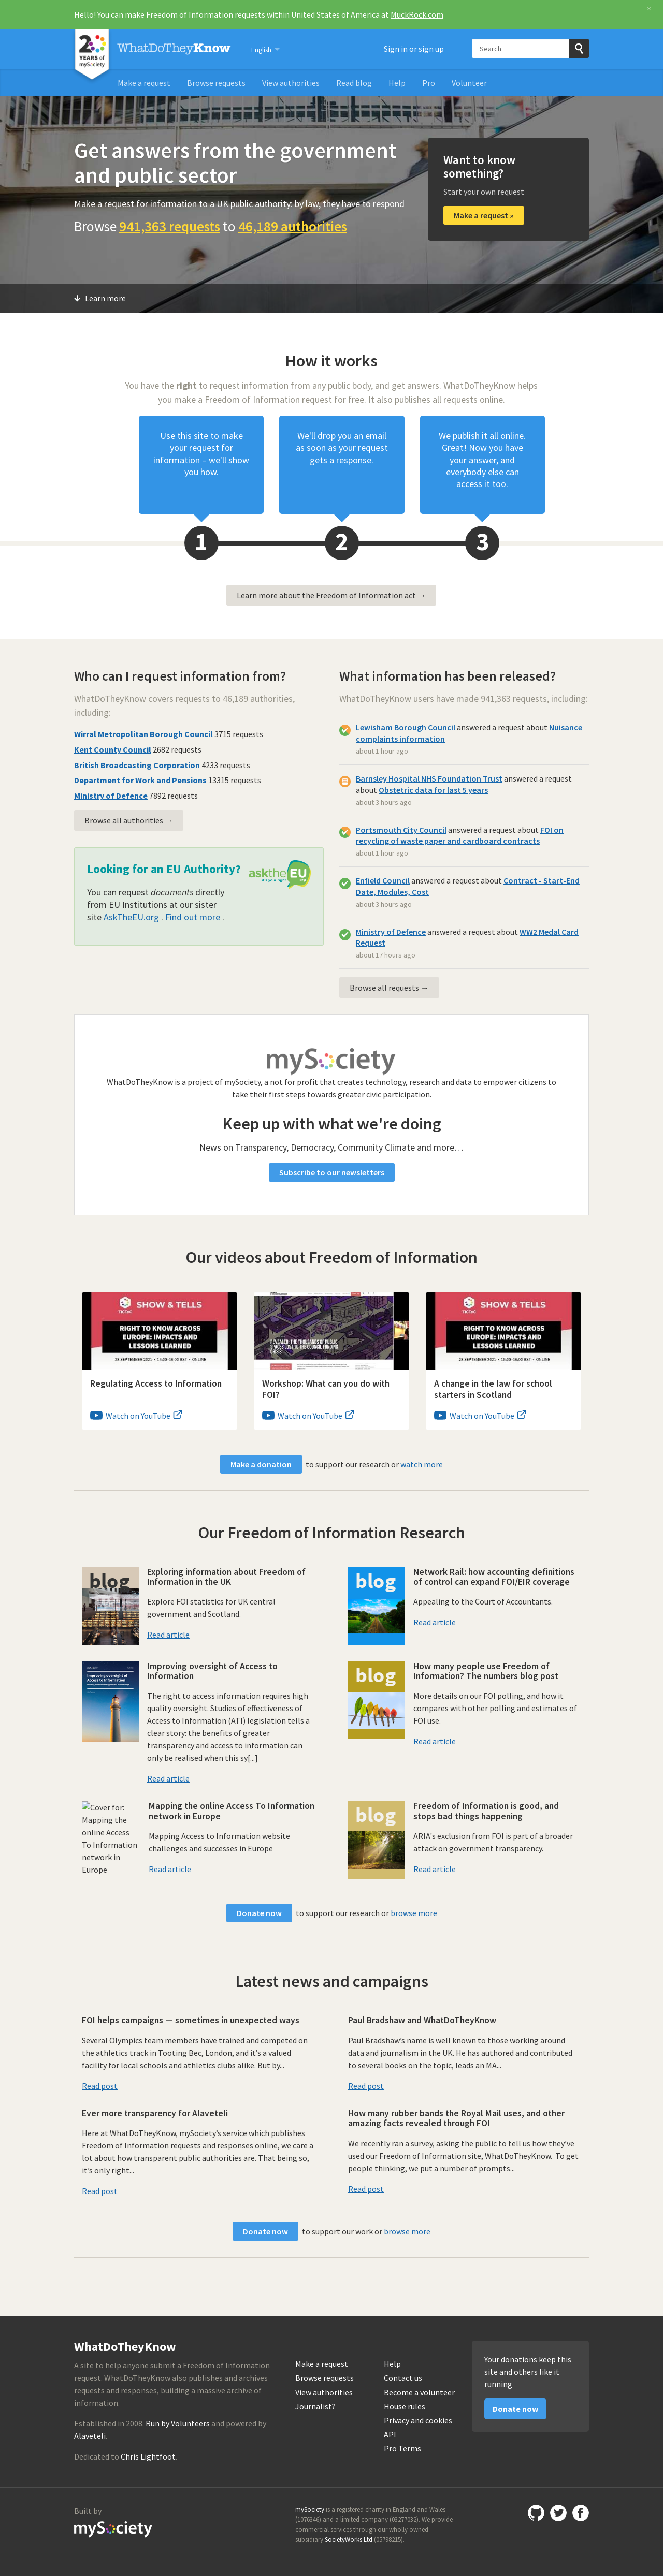 Hello! You can make Freedom of Information requests within United States of America at MuckRock.com
×
20
YEARS of
mySociety
WhatDoTheyKnow
English
Sign in or sign up
Search
Make a request
Browse requests
View authorities
Read blog
Help
Pro
Volunteer
Get answers from the government
and public sector
Make a request for information to a UK public authority: by law, they have to respond
Browse 941,363 requests to 46,189 authorities
Want to know
something?
Start your own request
Make a request »
Learn more
How it works
You have the right to request information from any public body, and get answers. WhatDoTheyKnow helps
you make a Freedom of Information request for free. It also publishes all requests online.
Use this site to make
your request for
information – we'll show
you how.
We'll drop you an email
as soon as your request
gets a response.
We publish it all online.
Great! Now you have
your answer, and
everybody else can
access it too.
1
2
3
Learn more about the Freedom of Information act →
Who can I request information from?
WhatDoTheyKnow covers requests to 46,189 authorities,
including:
Wirral Metropolitan Borough Council 3715 requests
Kent County Council 2682 requests
British Broadcasting Corporation 4233 requests
Department for Work and Pensions 13315 requests
Ministry of Defence 7892 requests
Browse all authorities →
Looking for an EU Authority?
asktheEU
it's your right
You can request documents directly
from EU Institutions at our sister
site AskTheEU.org . Find out more .
What information has been released?
WhatDoTheyKnow users have made 941,363 requests, including:
Lewisham Borough Council answered a request about Nuisance
complaints information
about 1 hour ago
Barnsley Hospital NHS Foundation Trust answered a request
about Obstetric data for last 5 years
about 3 hours ago
Portsmouth City Council answered a request about FOI on
recycling of waste paper and cardboard contracts
about 1 hour ago
Enfield Council answered a request about Contract - Start-End
Date, Modules, Cost
about 3 hours ago
Ministry of Defence answered a request about WW2 Medal Card
Request
about 17 hours ago
Browse all requests →
mySociety
WhatDoTheyKnow is a project of mySociety, a not for profit that creates technology, research and data to empower citizens to
take their first steps towards greater civic participation.
Keep up with what we're doing
News on Transparency, Democracy, Community Climate and more…
Subscribe to our newsletters
Our videos about Freedom of Information
TICTeC
SHOW & TELLS
RIGHT TO KNOW ACROSS
EUROPE: IMPACTS AND
LESSONS LEARNED
Regulating Access to Information
Watch on YouTube
REVEALED: THE THOUSANDS OF PUBLIC
SPACES LOST TO THE COUNCIL FUNDING
CRISIS
Workshop: What can you do with
FOI?
Watch on YouTube
TICTeC
SHOW & TELLS
RIGHT TO KNOW ACROSS
EUROPE: IMPACTS AND
LESSONS LEARNED
A change in the law for school
starters in Scotland
Watch on YouTube
Make a donation to support our research or watch more
Our Freedom of Information Research
blog
Exploring information about Freedom of
Information in the UK
Explore FOI statistics for UK central
government and Scotland.
Read article
blog
Network Rail: how accounting definitions
of control can expand FOI/EIR coverage
Appealing to the Court of Accountants.
Read article
Improving oversight of
Access to Information
Improving oversight of Access to
Information
The right to access information requires high
quality oversight. Studies of effectiveness of
Access to Information (ATI) legislation tells a
clear story: the benefits of greater
transparency and access to information can
only be realised when this sy[...]
Read article
blog
How many people use Freedom of
Information? The numbers blog post
More details on our FOI polling, and how it
compares with other polling and estimates of
FOI use.
Read article
Cover for:
Mapping the
online Access
To Information
network in
Europe
Mapping the online Access To Information
network in Europe
Mapping Access to Information website
challenges and successes in Europe
Read article
blog
Freedom of Information is good, and
stops bad things happening
ARIA's exclusion from FOI is part of a broader
attack on government transparency.
Read article
Donate now to support our research or browse more
Latest news and campaigns
FOI helps campaigns — sometimes in unexpected ways
Several Olympics team members have trained and competed on
the athletics track in Tooting Bec, London, and it's a valued
facility for local schools and athletics clubs alike. But by...
Read post
Paul Bradshaw and WhatDoTheyKnow
Paul Bradshaw's name is well known to those working around
data and journalism in the UK. He has authored and contributed
to several books on the topic, leads an MA...
Read post
Ever more transparency for Alaveteli
Here at WhatDoTheyKnow, mySociety's service which publishes
Freedom of Information requests and responses online, we care a
lot about how transparent public authorities are. That being so,
it's only right...
Read post
How many rubber bands the Royal Mail uses, and other
amazing facts revealed through FOI
We recently ran a survey, asking the public to tell us how they've
used our Freedom of Information site, WhatDoTheyKnow. To get
people thinking, we put a number of prompts...
Read post
Donate now to support our work or browse more
WhatDoTheyKnow
A site to help anyone submit a Freedom of Information
request. WhatDoTheyKnow also publishes and archives
requests and responses, building a massive archive of
information.
Established in 2008. Run by Volunteers and powered by
Alaveteli.
Dedicated to Chris Lightfoot.
Make a request
Browse requests
View authorities
Journalist?
Help
Contact us
Become a volunteer
House rules
Privacy and cookies
API
Pro Terms
Your donations keep this
site and others like it
running
Donate now
Built by
mySociety
mySociety is a registered charity in England and Wales
(1076346) and a limited company (03277032). We provide
commercial services through our wholly owned
subsidiary SocietyWorks Ltd (05798215).